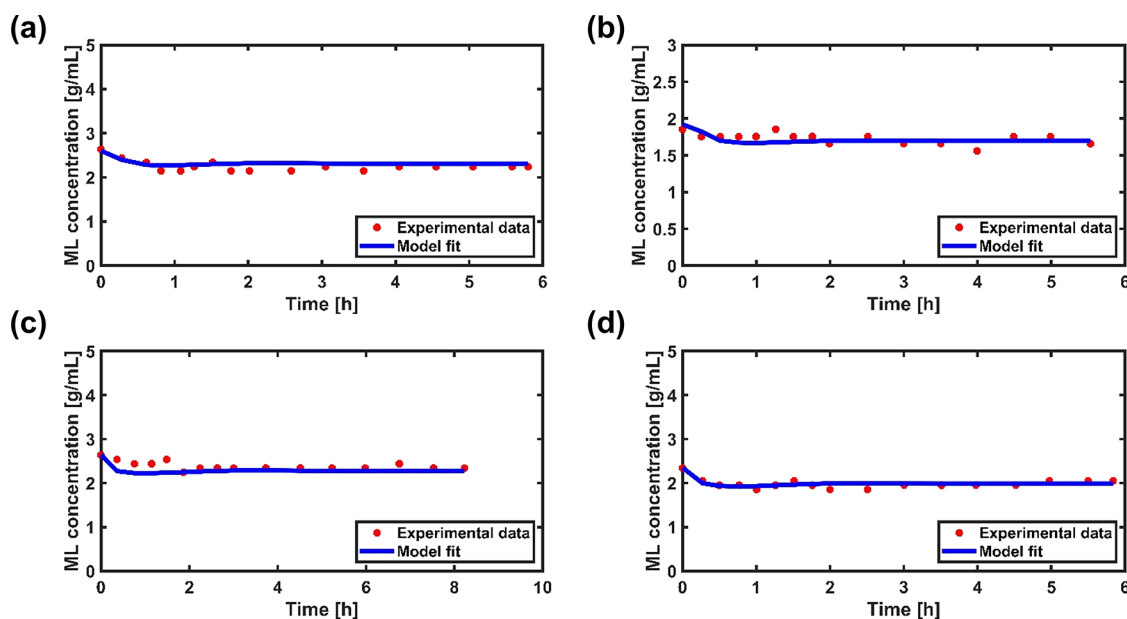 (a)
ML concentration [g/mL]
5
4
3
2
1
0
Experimental data
Model fit
0 1 2 3 4 5 6
Time [h]
(b)
ML concentration [g/mL]
3
2.5
2
1.5
1
0.5
0
Experimental data
Model fit
0 1 2 3 4 5 6
Time [h]
(c)
ML concentration [g/mL]
5
4
3
2
1
0
Experimental data
Model fit
0 2 4 6 8 10
Time [h]
(d)
ML concentration [g/mL]
5
4
3
2
1
0
Experimental data
Model fit
0 1 2 3 4 5 6
Time [h]